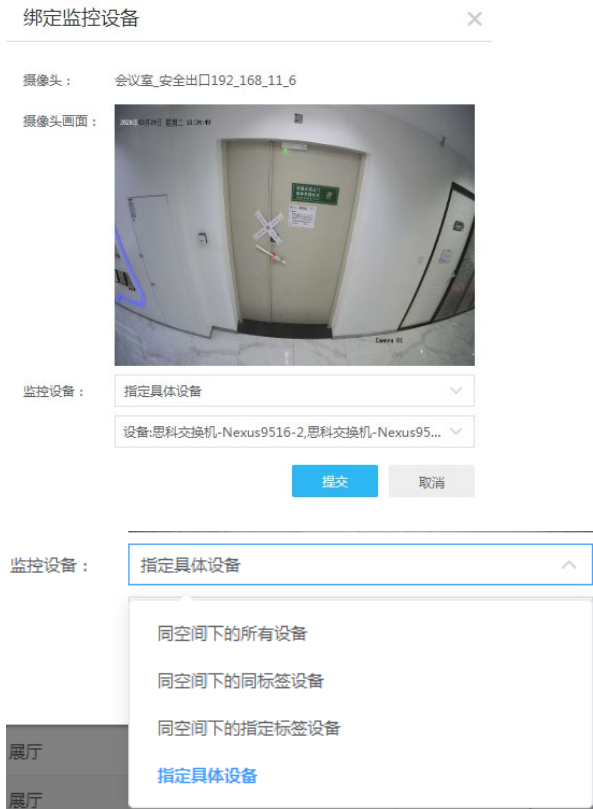 绑定监控设备
摄像头： 会议室_安全出口192_168_11_6
摄像头画面：
Camera 01
监控设备： 指定具体设备
设备:思科交换机-Nexus9516-2,思科交换机-Nexus95...
提交 取消
监控设备： 指定具体设备
同空间下的所有设备
同空间下的同标签设备
同空间下的指定标签设备
指定具体设备
展厅
展厅